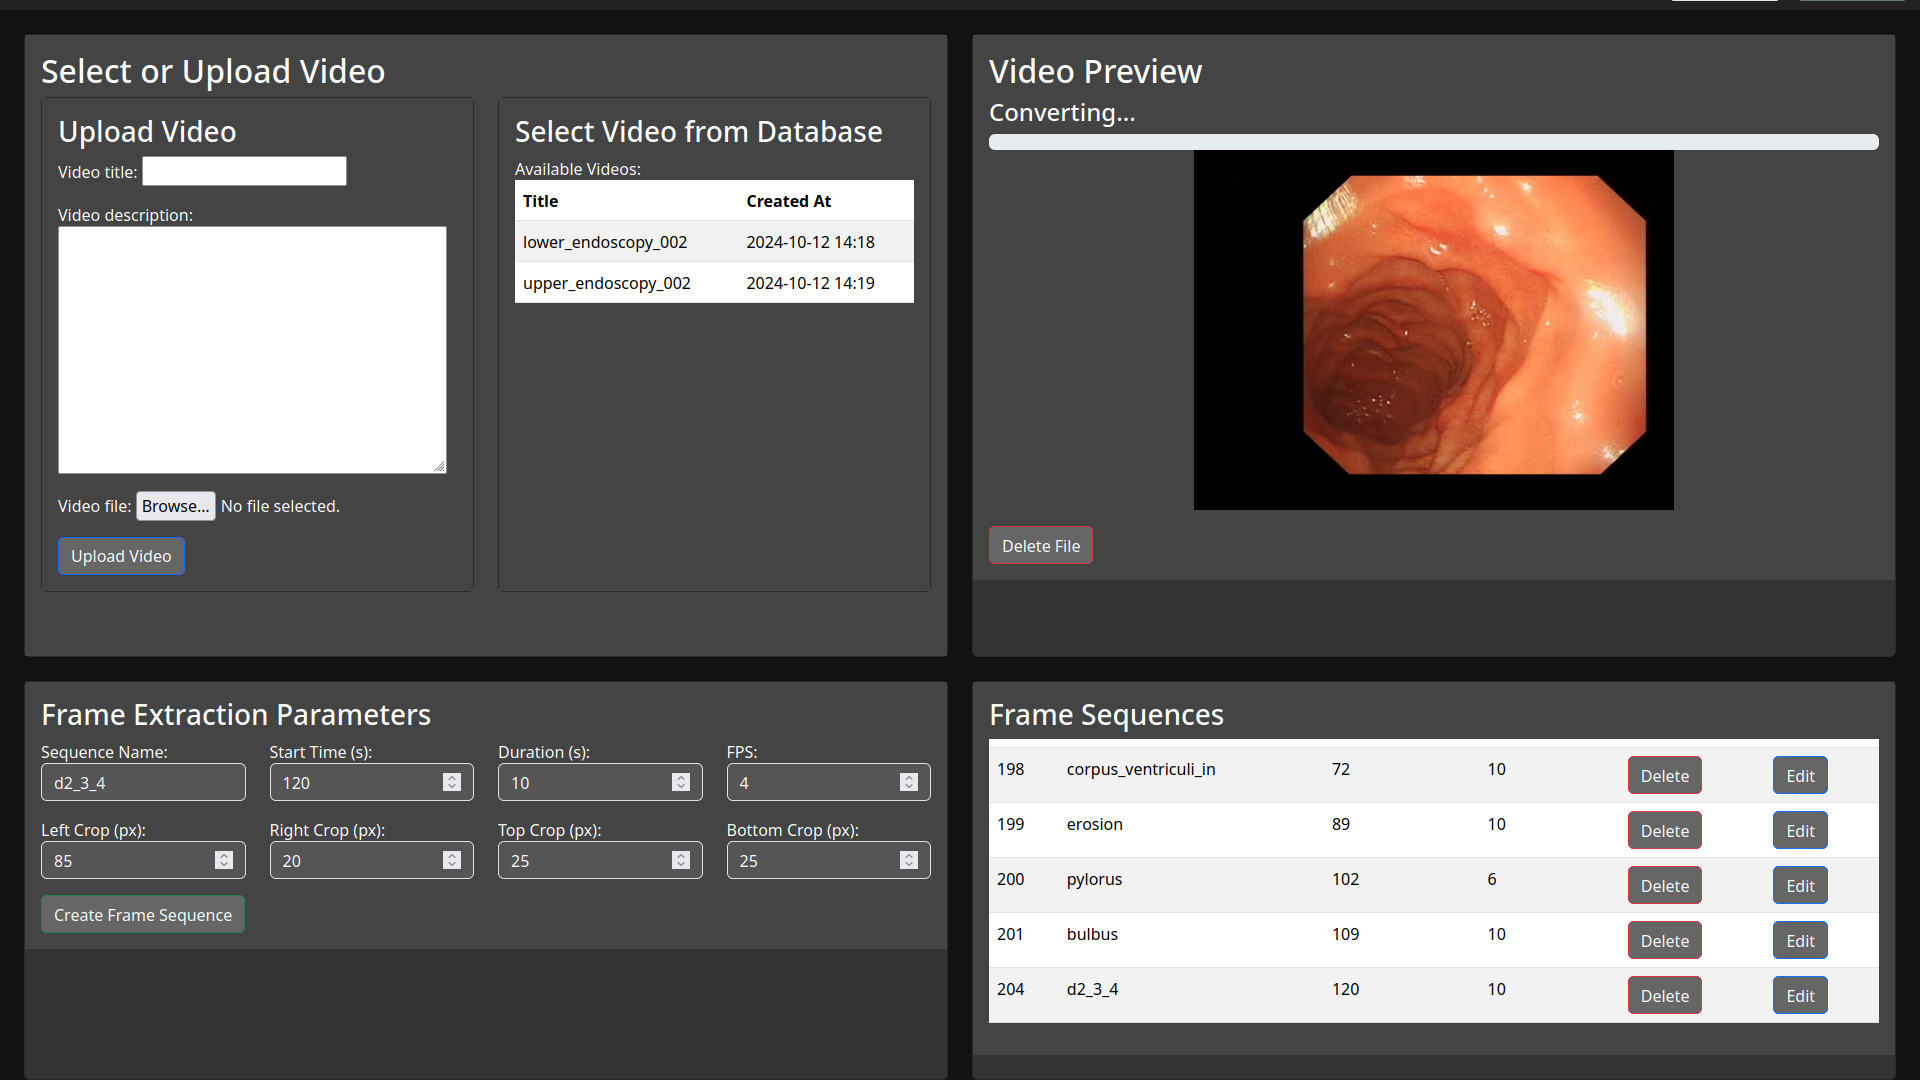 Select or Upload Video
Upload Video
Video title:
Video description:
Video file: Browse... No file selected.
Upload Video
Select Video from Database
Available Videos:
Title Created At
lower_endoscopy_002 2024-10-12 14:18
upper_endoscopy_002 2024-10-12 14:19
Video Preview
Converting...
Delete File
Frame Extraction Parameters
Sequence Name: Start Time (s): Duration (s): FPS:
d2_3_4 120 10 4
Left Crop (px): Right Crop (px): Top Crop (px): Bottom Crop (px):
85 20 25 25
Create Frame Sequence
Frame Sequences
198 corpus_ventriculi_in 72 10 Delete Edit
199 erosion 89 10 Delete Edit
200 pylorus 102 6 Delete Edit
201 bulbus 109 10 Delete Edit
204 d2_3_4 120 10 Delete Edit